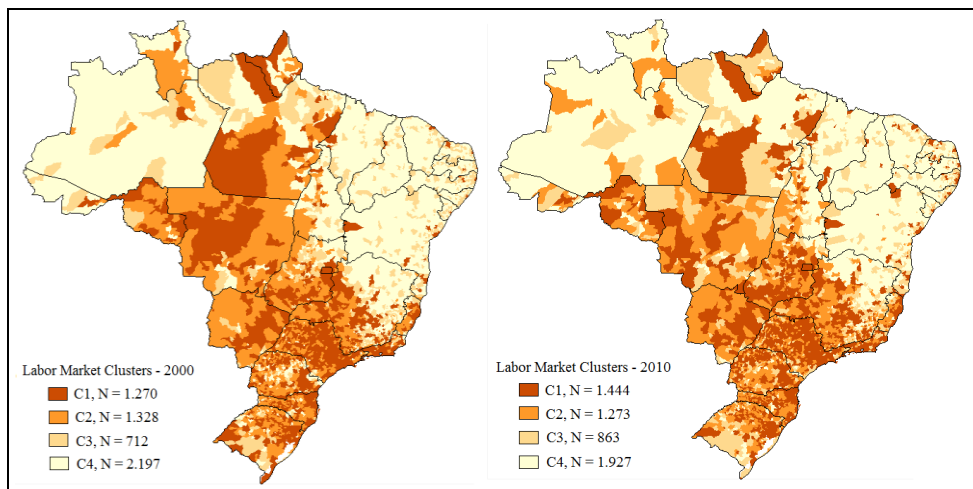 Labor Market Clusters - 2000
C1, N = 1.270
C2, N = 1.328
C3, N = 712
C4, N = 2.197
Labor Market Clusters - 2010
C1, N = 1.444
C2, N = 1.273
C3, N = 863
C4, N = 1.927